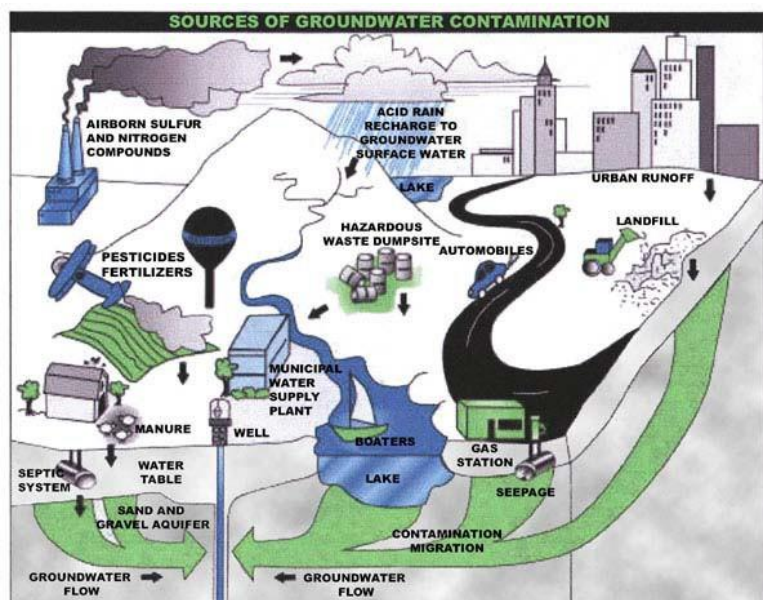 SOURCES OF GROUNDWATER CONTAMINATION
AIRBORN SULFUR
AND NITROGEN
COMPOUNDS
ACID RAIN
RECHARGE TO
GROUNDWATER
SURFACE WATER
LAKE
URBAN RUNOFF
LANDFILL
HAZARDOUS
WASTE DUMPSITE
AUTOMOBILES
PESTICIDES
FERTILIZERS
MUNICIPAL
WATER
SUPPLY
PLANT
MANURE
WELL
BOATERS
GAS
STATION
SEPTIC
SYSTEM
WATER
TABLE
LAKE
SEEPAGE
SAND AND
GRAVEL AQUIFER
CONTAMINATION
MIGRATION
GROUNDWATER
FLOW
GROUNDWATER
FLOW